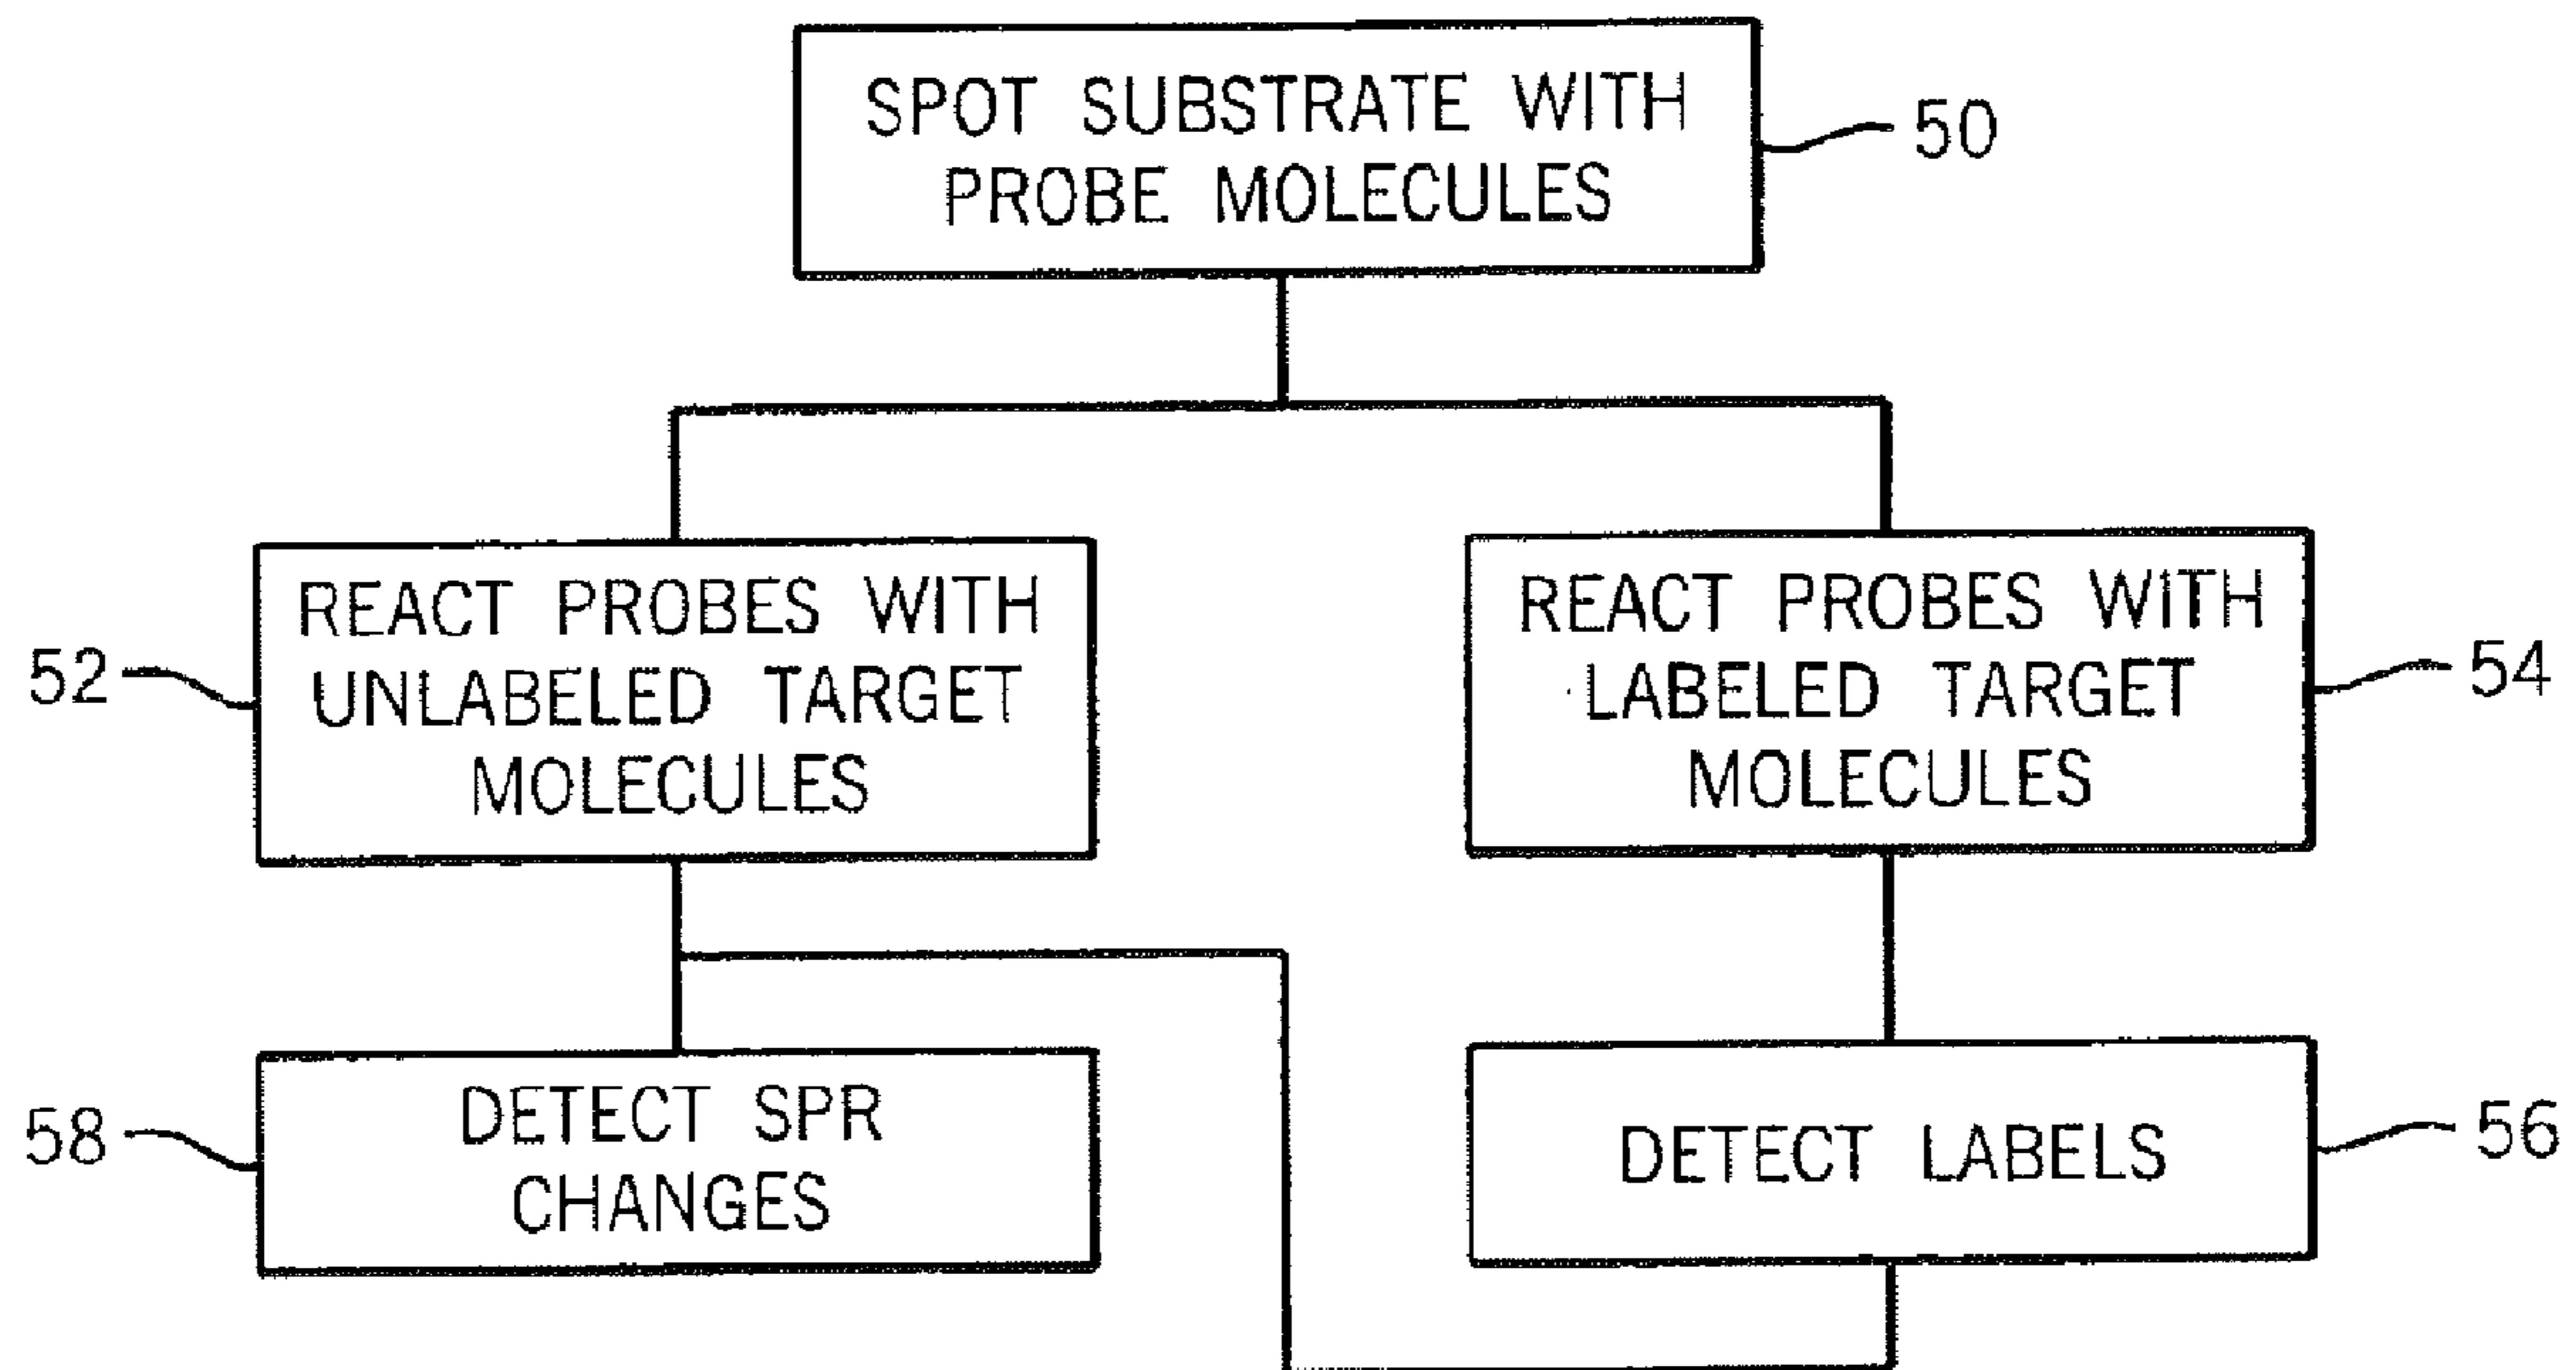 SPOT SUBSTRATE WITH
PROBE MOLECULES
50
REACT PROBES WITH
UNLABELED TARGET
MOLECULES
52
REACT PROBES WITH
LABELED TARGET
MOLECULES
54
DETECT SPR
CHANGES
58
DETECT LABELS
56